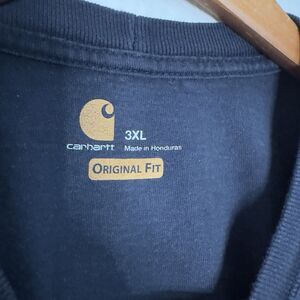 3XL
carhartt Made in Honduras
ORIGINAL FIT